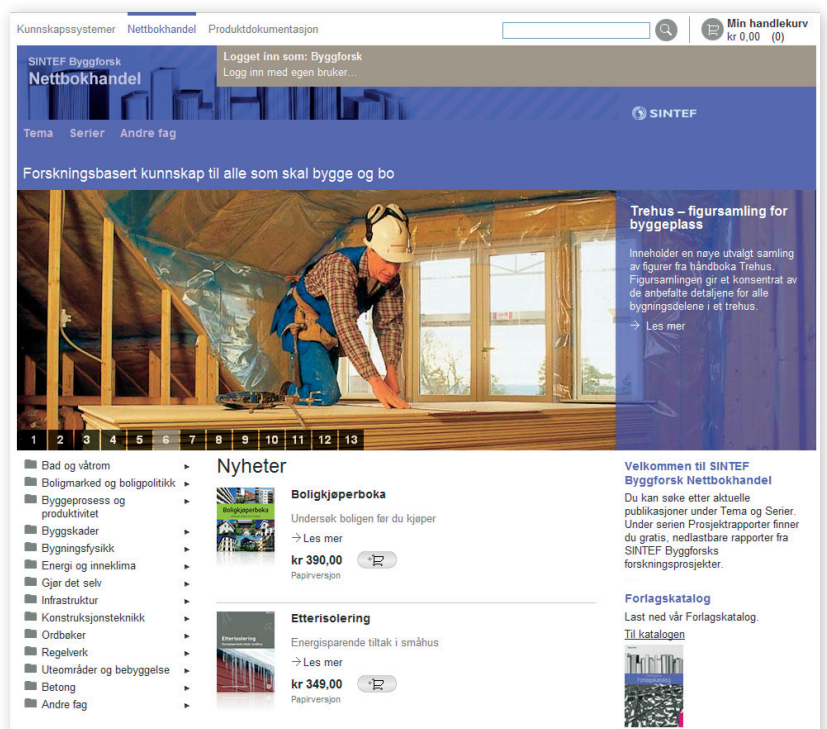 Kunnskapssystemer Nettbokhandel Produktdokumentasjon
Min handlekurv
kr 0,00 (0)
SINTEF Byggforsk
Nettbokhandel
Logget inn som: Byggforsk
Logg inn med egen bruker...
SINTEF
Tema Serier Andre fag
Forskningsbasert kunnskap til alle som skal bygge og bo
Trehus – figursamling for
byggeplass
Inneholder en nøye utvalgt samling
av figurer fra håndboka Trehus.
Figursamlingen gir et konsentrat av
de anbefalte detaljene for alle
bygningsdelene i et trehus.
→ Les mer
1 2 3 4 5 6 7 8 9 10 11 12 13
Bad og våtrom
Boligmarked og boligpolitikk
Byggeprosess og
produktivitet
Byggskader
Bygningsfysikk
Energi og inneklima
Gjør det selv
Infrastruktur
Konstruksjonsteknikk
Ordbøker
Regelverk
Uteområder og bebyggelse
Betong
Andre fag
Nyheter
Boligkjøperboka
Boligkjøperboka
Undersøk boligen før du kjøper
→ Les mer
kr 390,00
Papirversjon
Etterisolering
Etterisolering
Energisparende tiltak i småhus
→ Les mer
kr 349,00
Papirversjon
Velkommen til SINTEF
Byggforsk Nettbokhandel
Du kan søke etter aktuelle
publikasjoner under Tema og Serier.
Under serien Prosjektrapporter finner
du gratis, nedlastbare rapporter fra
SINTEF Byggforsks
forskningsprosjekter.
Forlagskatalog
Last ned vår Forlagskatalog.
Til katalogen
Forlagskatalog